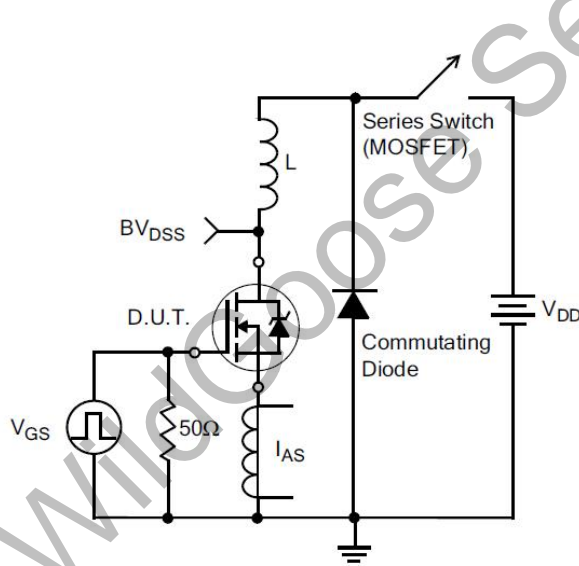 Series Switch
(MOSFET)
L
BVDSS
D.U.T.
VDD
Commutating
Diode
VGS
50Ω
IAS
WildGoose Se